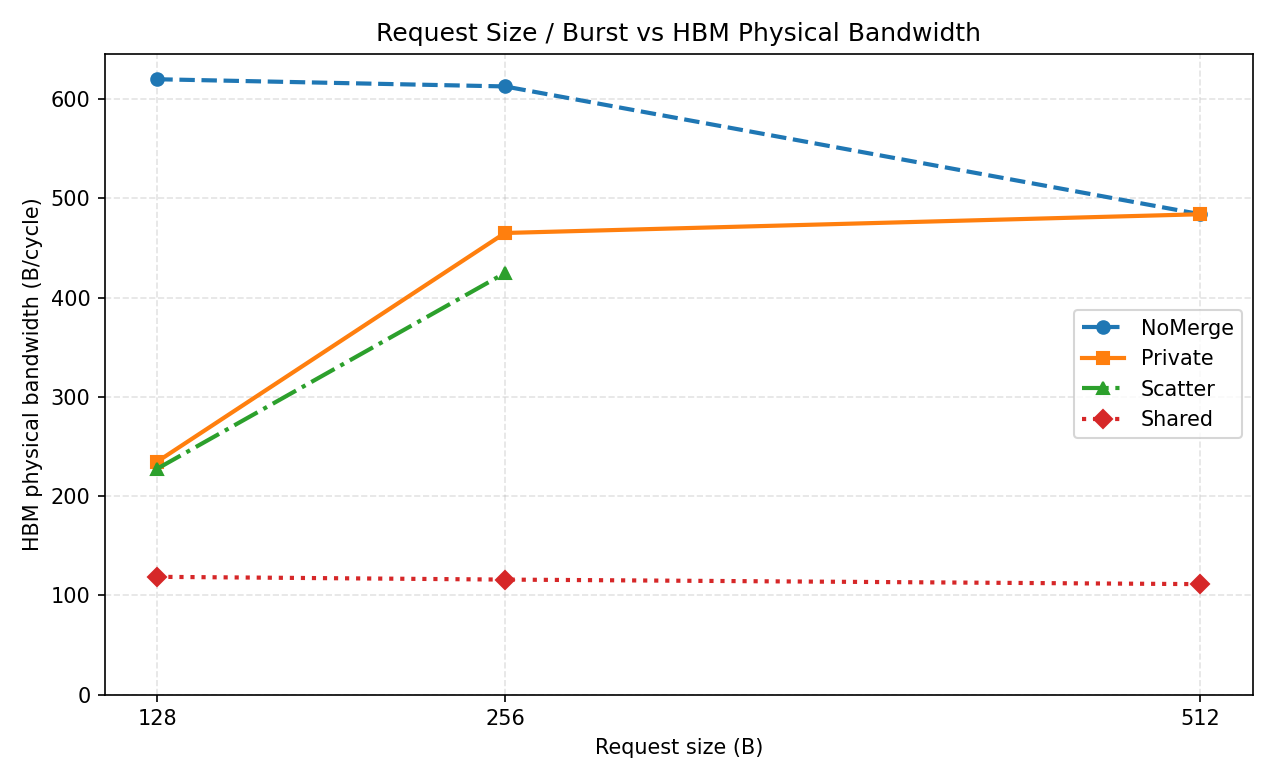 Request Size / Burst vs HBM Physical Bandwidth
HBM physical bandwidth (B/cycle)
600
500
400
300
200
100
0
NoMerge
Private
Scatter
Shared
128
256
512
Request size (B)